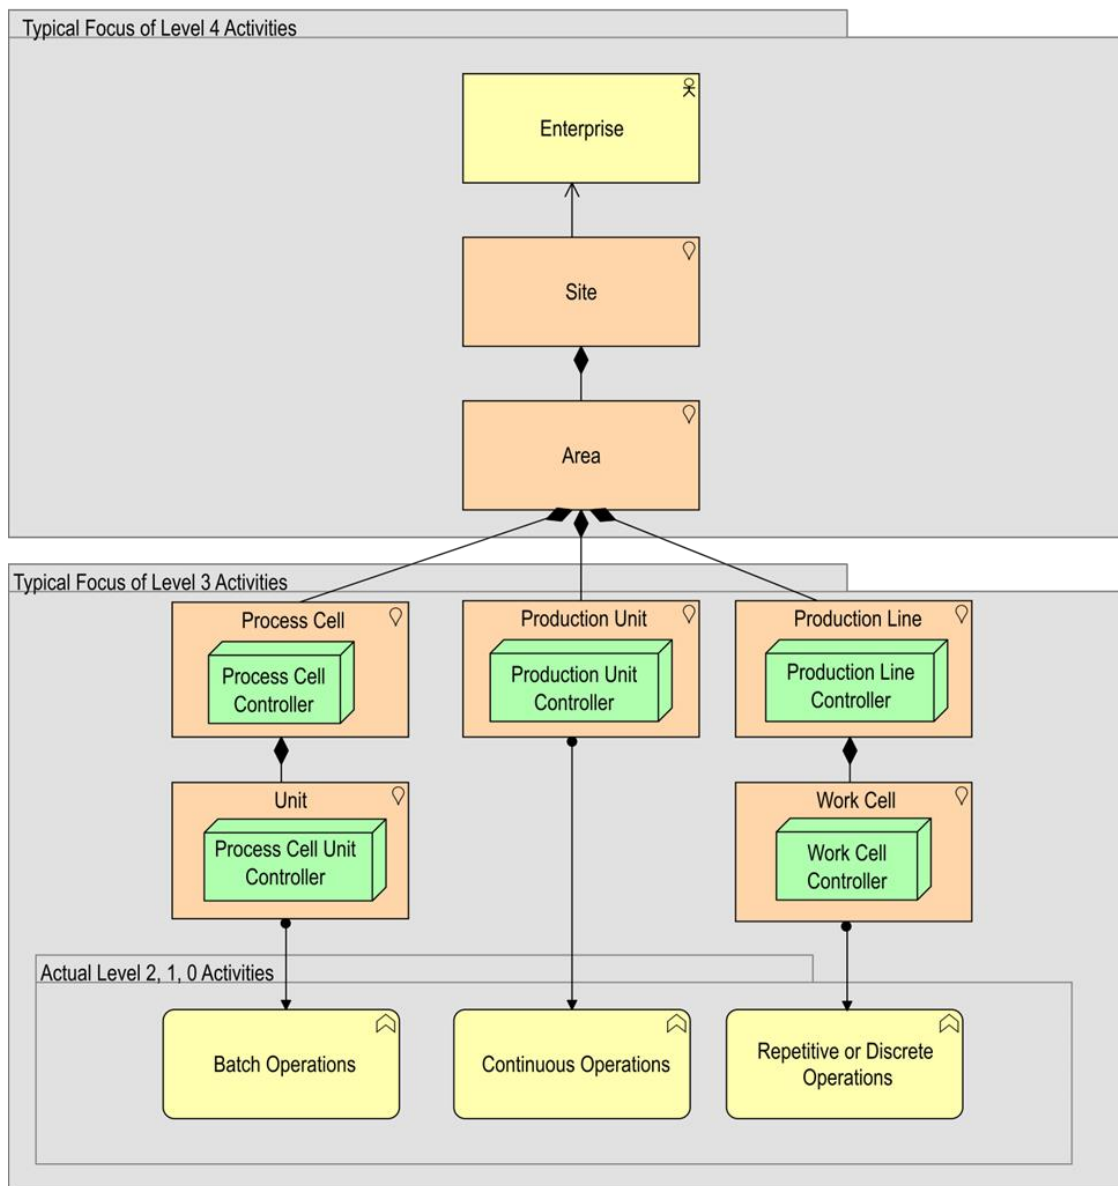 Typical Focus of Level 4 Activities
Enterprise
Site
Area
Typical Focus of Level 3 Activities
Process Cell
Process Cell
Controller
Production Unit
Production Unit
Controller
Production Line
Production Line
Controller
Unit
Process Cell Unit
Controller
Work Cell
Work Cell
Controller
Actual Level 2, 1, 0 Activities
Batch Operations
Continuous Operations
Repetitive or Discrete
Operations